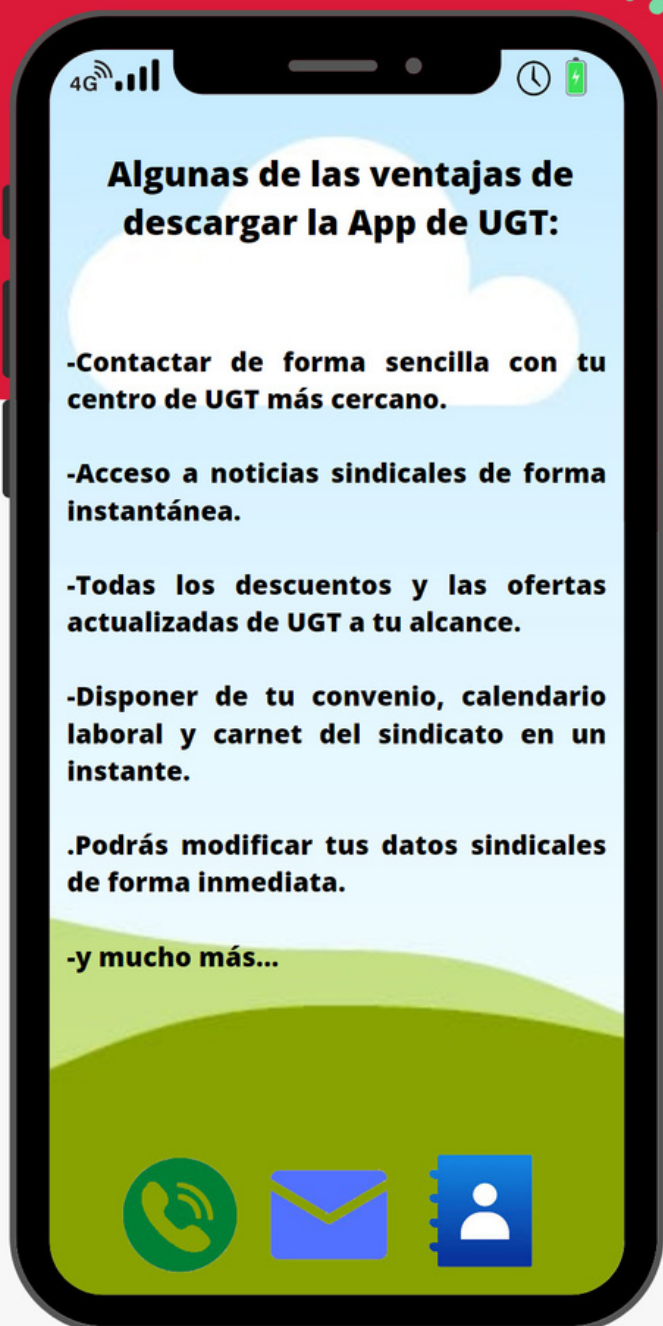 4G
Algunas de las ventajas de
descargar la App de UGT:
-Contactar de forma sencilla con tu
centro de UGT más cercano.
-Acceso a noticias sindicales de forma
instantánea.
-Todas los descuentos y las ofertas
actualizadas de UGT a tu alcance.
-Disponer de tu convenio, calendario
laboral y carnet del sindicato en un
instante.
.Podrás modificar tus datos sindicales
de forma inmediata.
-y mucho más...